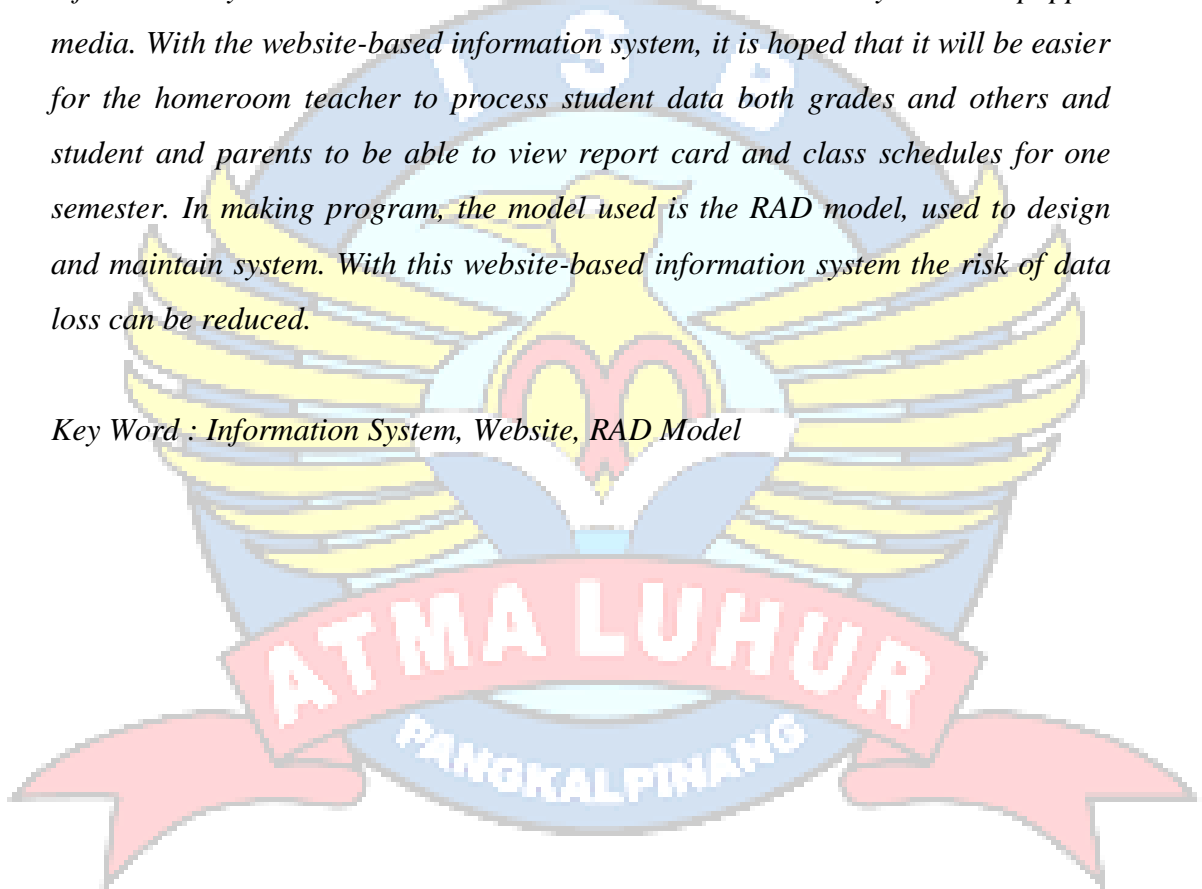 media. With the website-based information system, it is hoped that it will be easier
for the homeroom teacher to process student data both grades and others and
student and parents to be able to view report card and class schedules for one
semester. In making program, the model used is the RAD model, used to design
and maintain system. With this website-based information system the risk of data
loss can be reduced.
Key Word : Information System, Website, RAD Model
I S B
ATMA LUHUR
PANGKALPINANG